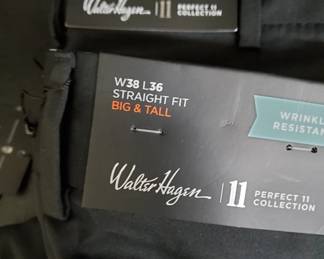 Walter Hagen | 11 PERFECT 11
COLLECTION
W38 L36
STRAIGHT FIT
BIG & TALL
WRINKL
RESISTAN
Walter Hagen | 11 PERFECT 11
COLLECTION